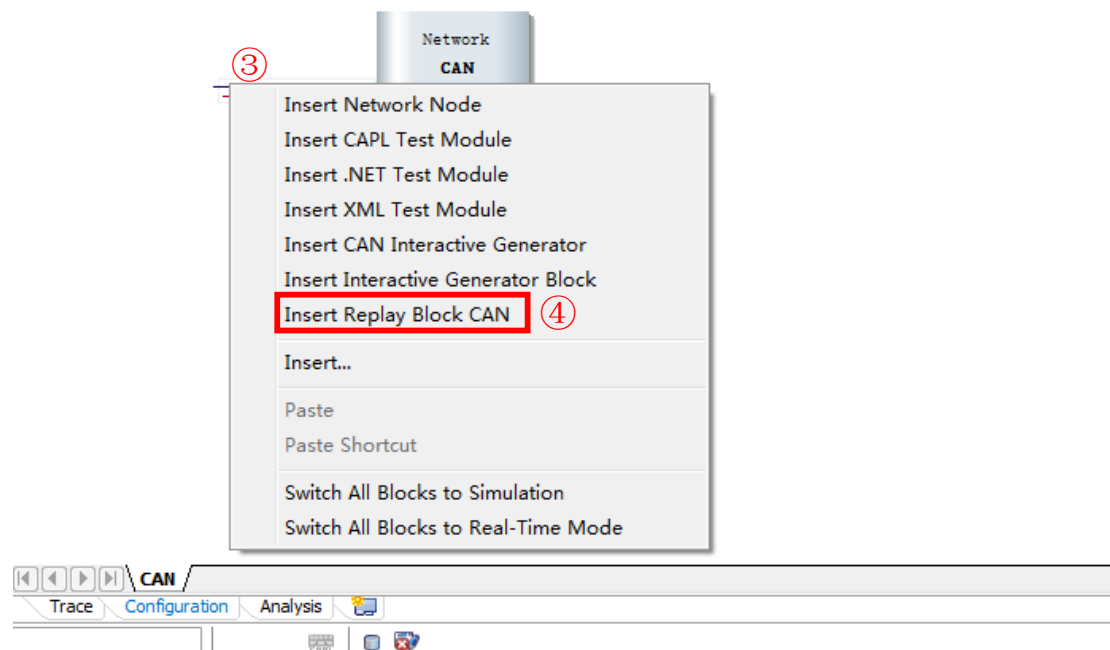 Network
CAN
③
Insert Network Node
Insert CAPL Test Module
Insert .NET Test Module
Insert XML Test Module
Insert CAN Interactive Generator
Insert Interactive Generator Block
Insert Replay Block CAN ④
Insert...
Paste
Paste Shortcut
Switch All Blocks to Simulation
Switch All Blocks to Real-Time Mode
CAN
Trace Configuration Analysis